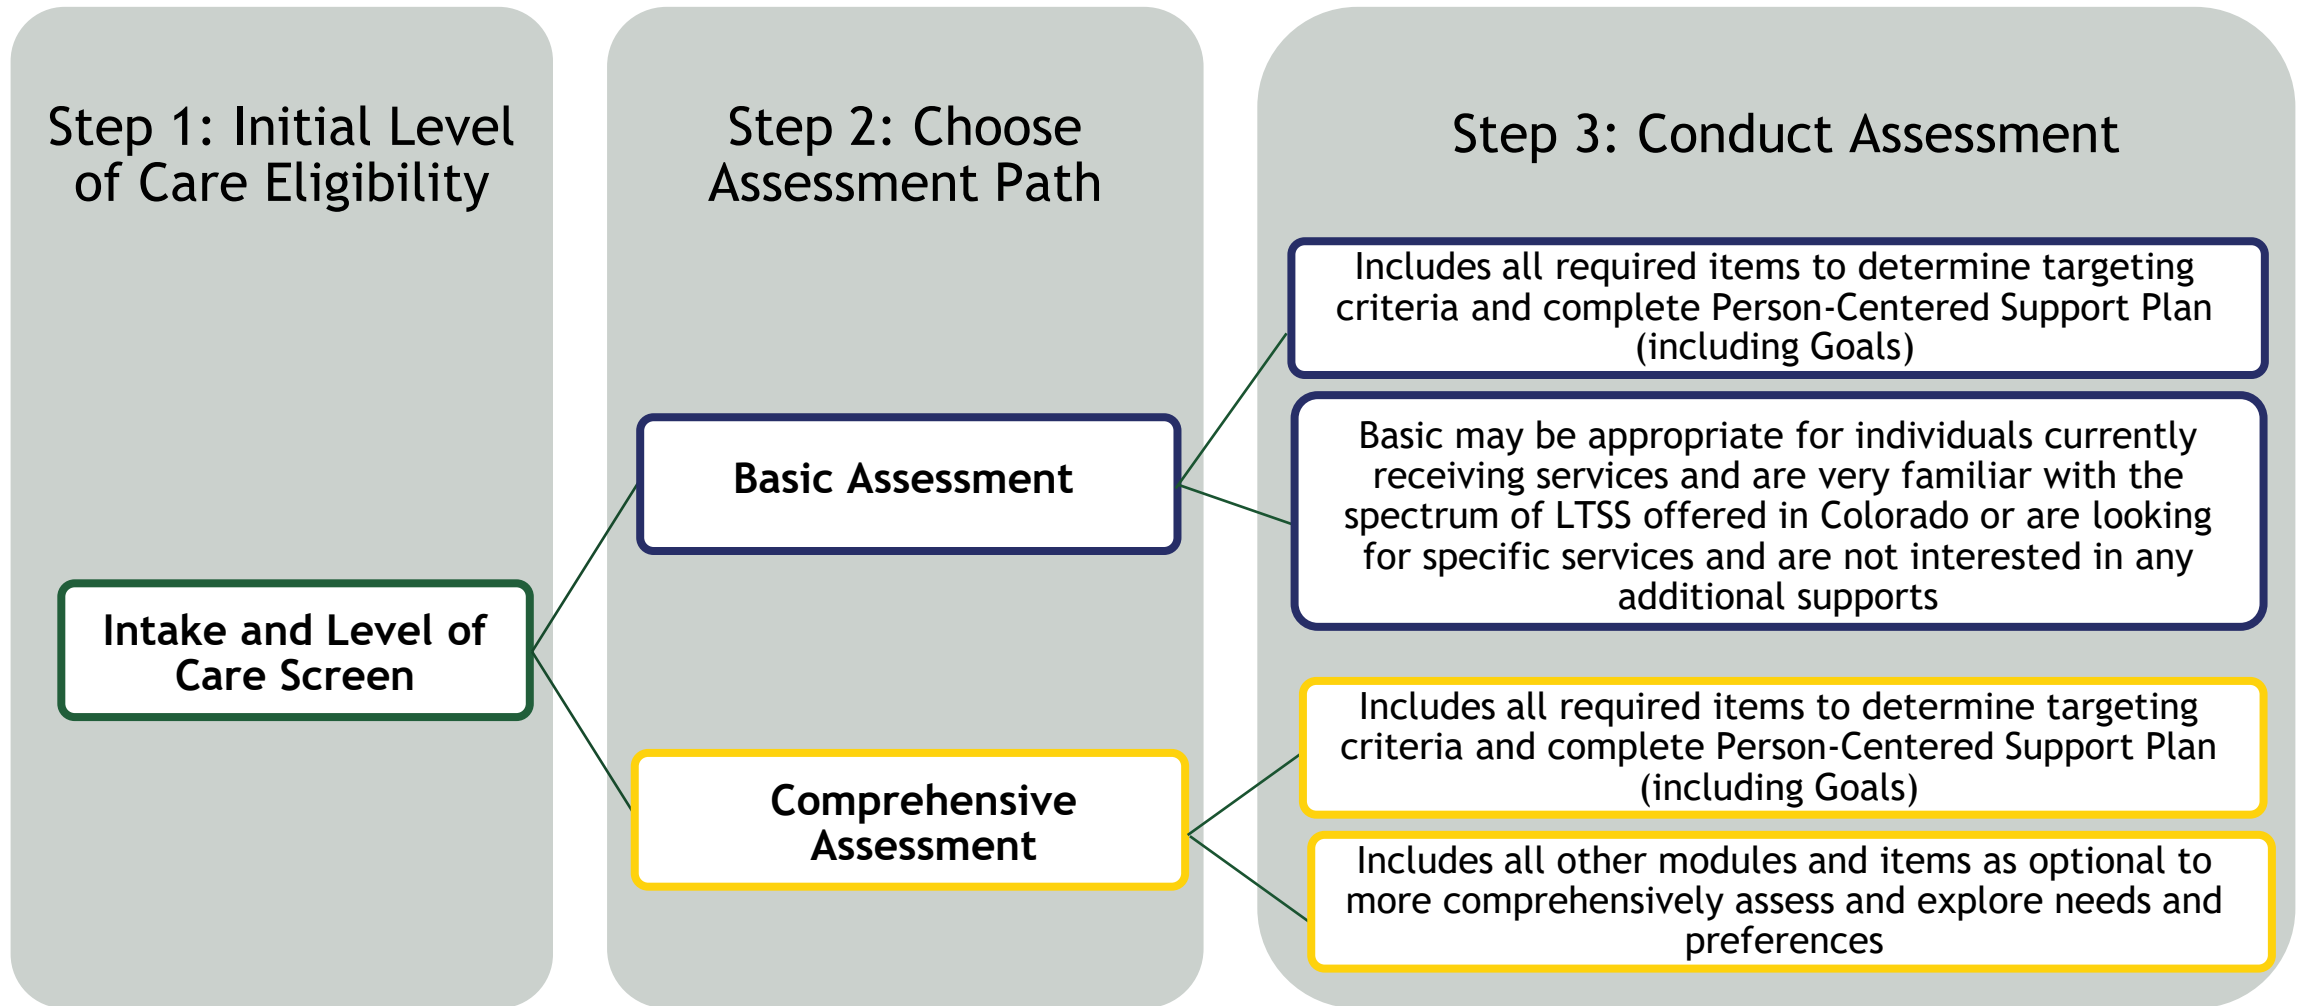 Step 1: Initial Level
of Care Eligibility
Intake and Level of
Care Screen
Step 2: Choose
Assessment Path
Basic Assessment
Comprehensive
Assessment
Step 3: Conduct Assessment
Includes all required items to determine targeting
criteria and complete Person-Centered Support Plan
(including Goals)
Basic may be appropriate for individuals currently
receiving services and are very familiar with the
spectrum of LTSS offered in Colorado or are looking
for specific services and are not interested in any
additional supports
Includes all required items to determine targeting
criteria and complete Person-Centered Support Plan
(including Goals)
Includes all other modules and items as optional to
more comprehensively assess and explore needs and
preferences